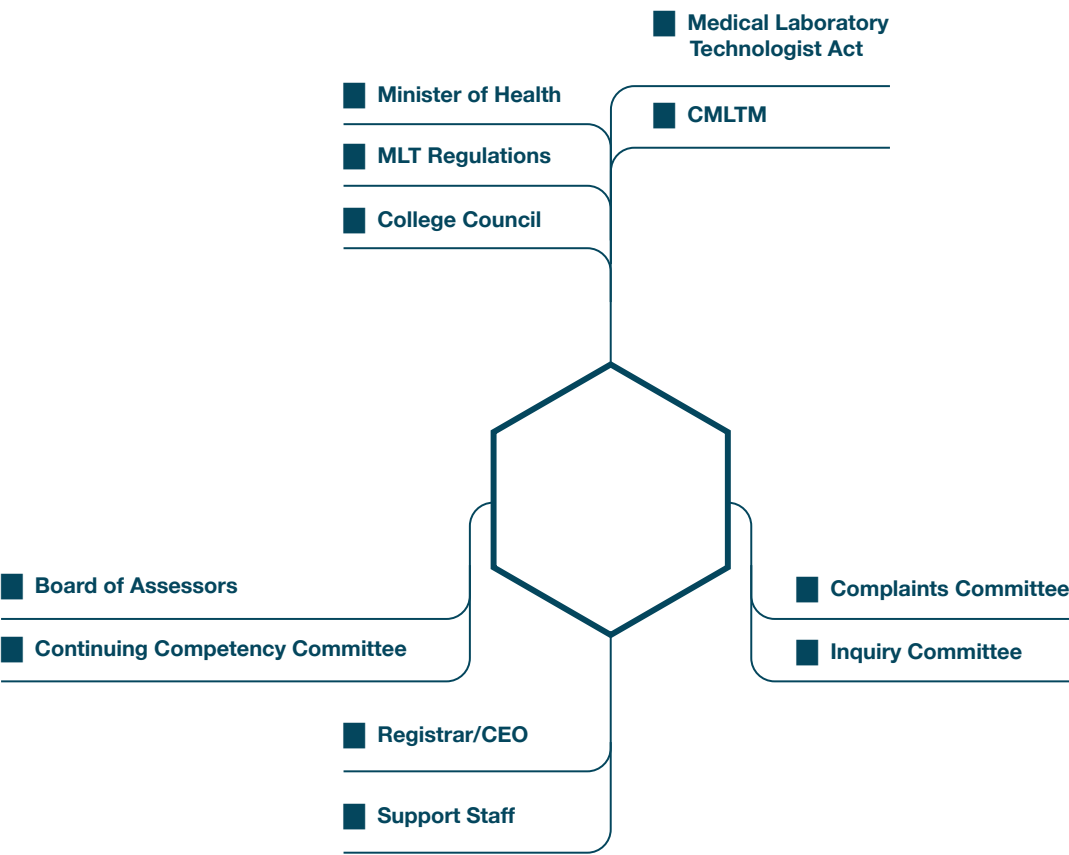 Medical Laboratory
Technologist Act
Minister of Health
CMLTM
MLT Regulations
College Council
Board of Assessors
Complaints Committee
Continuing Competency Committee
Inquiry Committee
Registrar/CEO
Support Staff